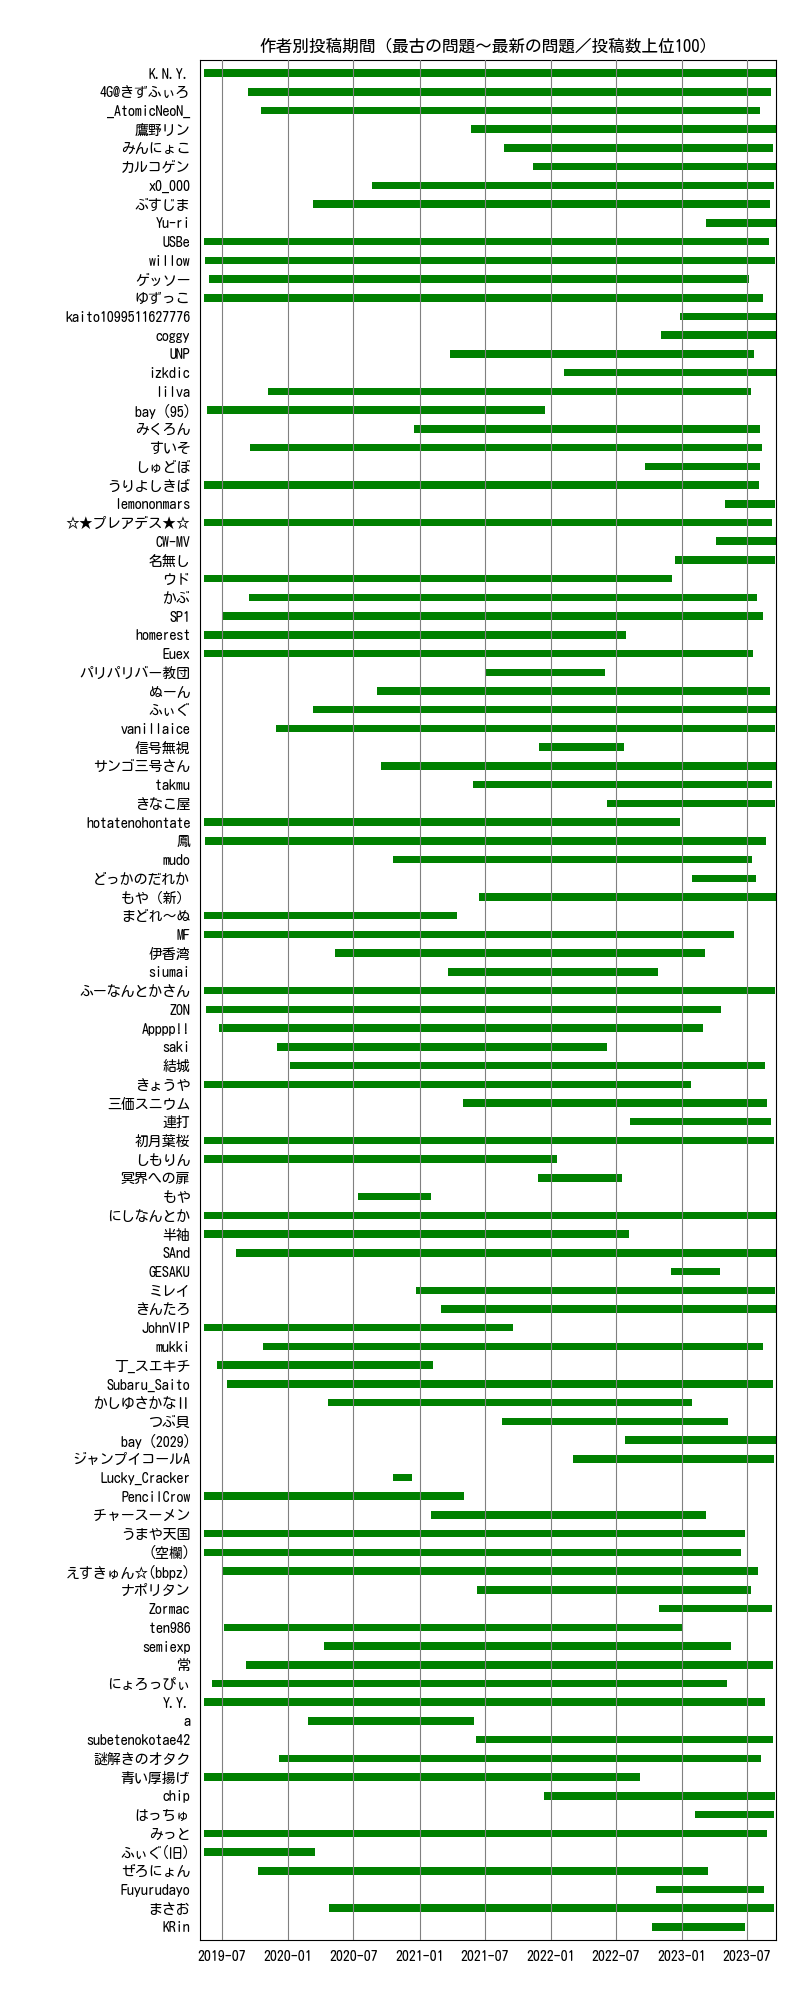 作者別投稿期間（最古の問題～最新の問題／投稿数上位100）
K.N.Y.
4G@きずふぃろ
_AtomicNeoN_
鷹野リン
みんにょこ
カルコゲン
x0_000
ぶすじま
Yu-ri
USBe
willow
ゲッソー
ゆずっこ
kaito1099511627776
coggy
UNP
izkdic
lilva
bay (95)
みくろん
すいそ
しゅどぼ
うりよしきば
lemononmars
☆★プレアデス★☆
CW-MV
名無し
ウド
かぶ
SP1
homerest
Euex
パリパリバー教団
ぬーん
ふぃぐ
vanillaice
信号無視
サンゴ三号さん
takmu
きなこ屋
hotatenohontate
鳳
mudo
どっかのだれか
もや（新）
まどれ～ぬ
MF
伊香湾
siumai
ふーなんとかさん
ZON
Appppll
saki
結城
きょうや
三価スニウム
連打
初月葉桜
しもりん
冥界への扉
もや
にしなんとか
半袖
SAnd
GESAKU
ミレイ
きんたろ
JohnVIP
mukki
丁_スエキチ
Subaru_Saito
かしゆさかなⅡ
つぶ貝
bay (2029)
ジャンプイコールA
Lucky_Cracker
PencilCrow
チャースーメン
うまや天国
(空欄)
えすきゅん☆(bbpz)
ナポリタン
Zormac
ten986
semiexp
常
にょろっぴぃ
Y.Y.
a
subetenokotae42
謎解きのオタク
青い厚揚げ
chip
はっちゅ
みっと
ふぃぐ(旧)
ぜろにょん
Fuyurudayo
まさお
KRin
2019-07 2020-01 2020-07 2021-01 2021-07 2022-01 2022-07 2023-01 2023-07